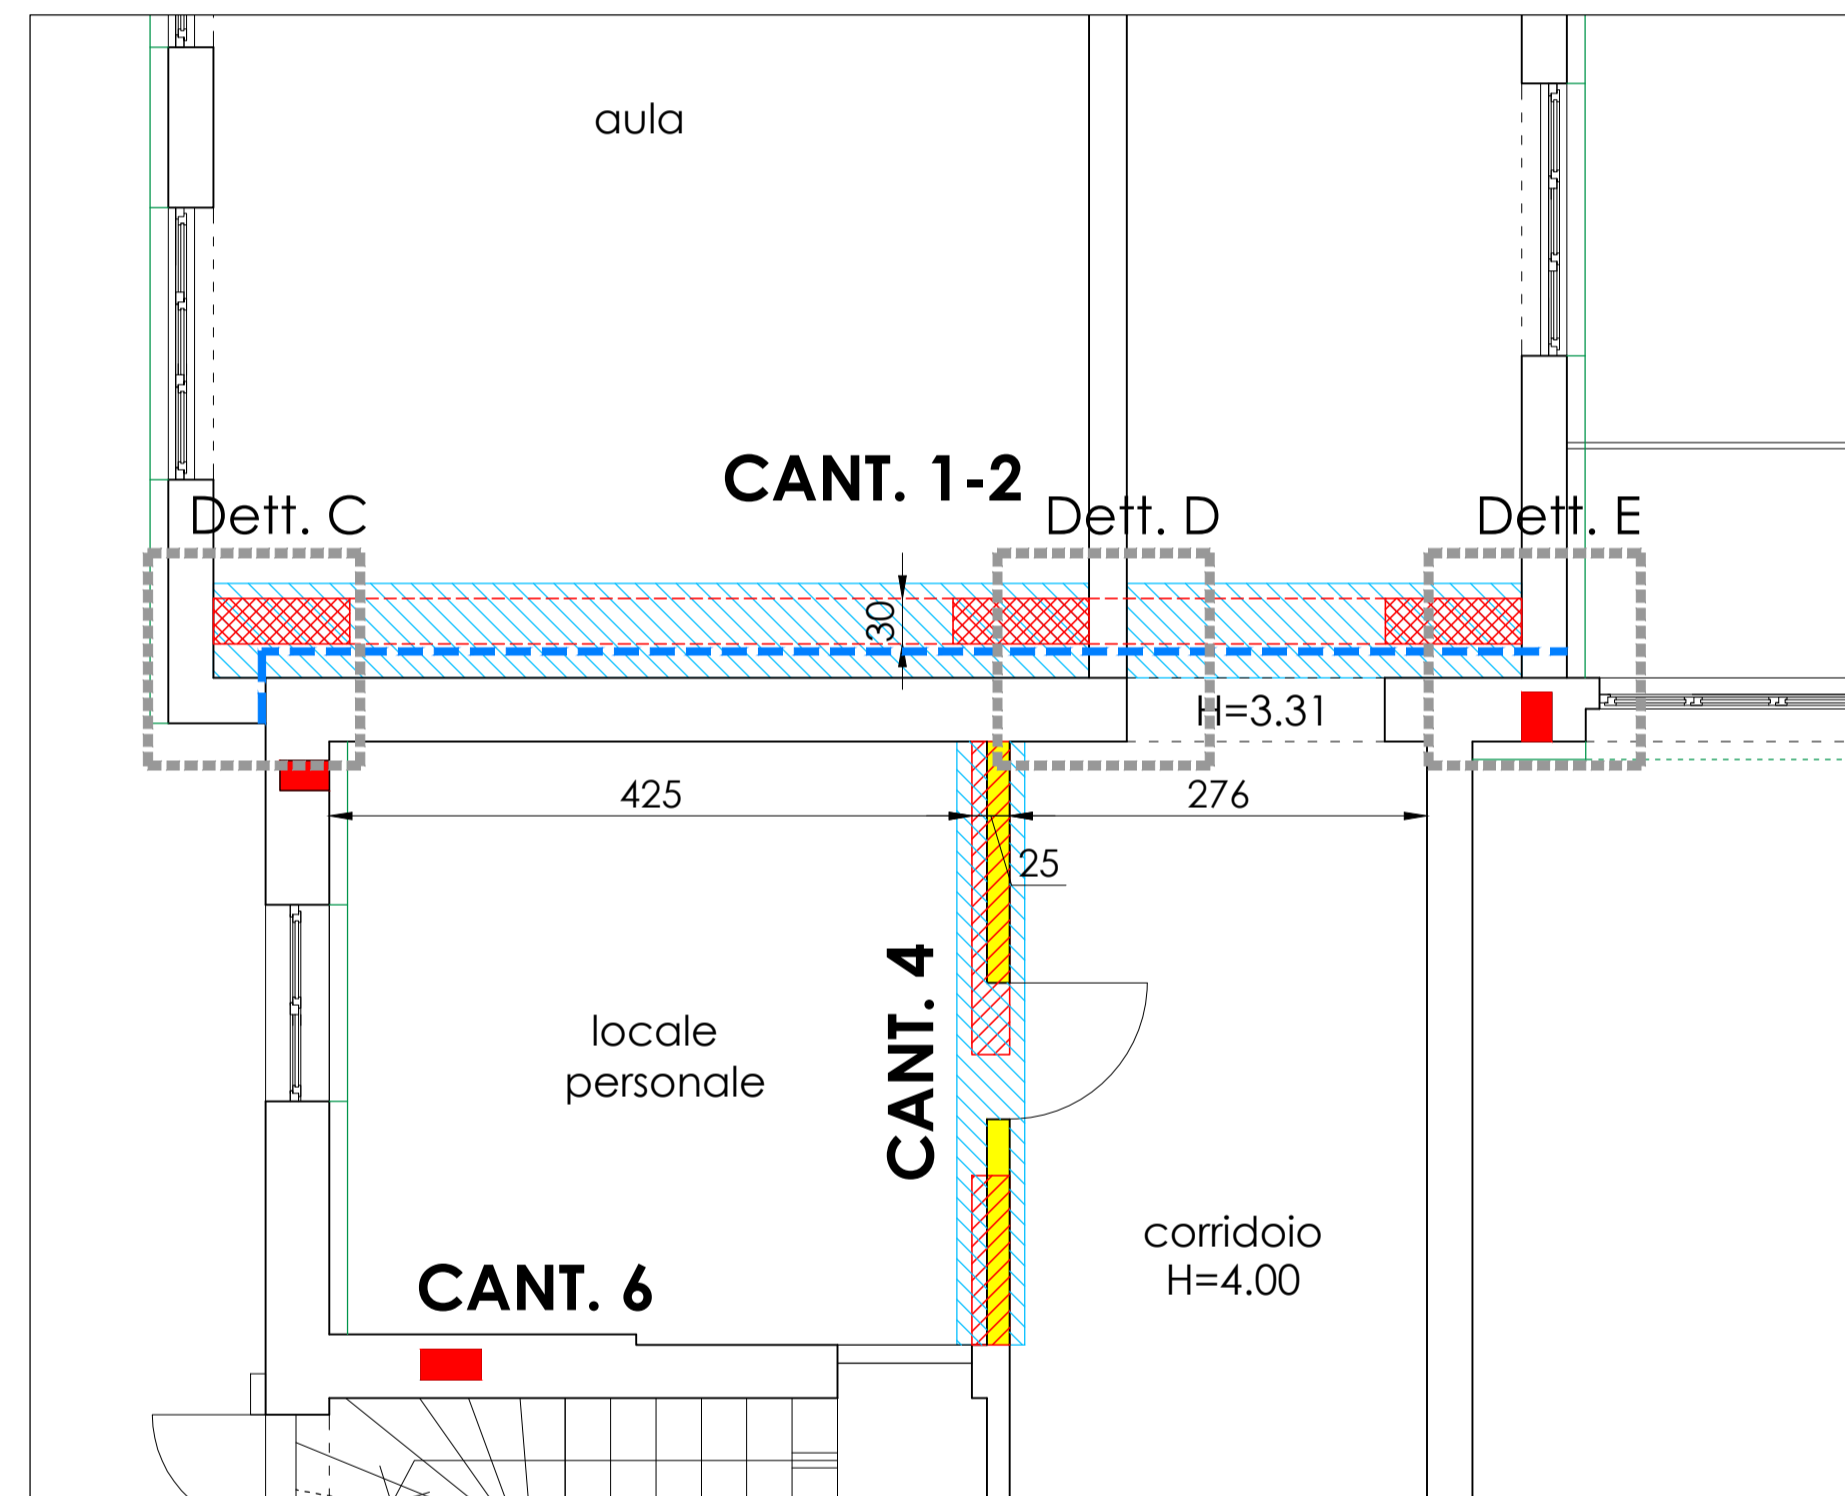 aula
CANT. 1-2
Dett. C
Dett. D
Dett. E
30
H=3.31
425
276
25
CANT. 4
locale
personale
corridoio
H=4.00
CANT. 6